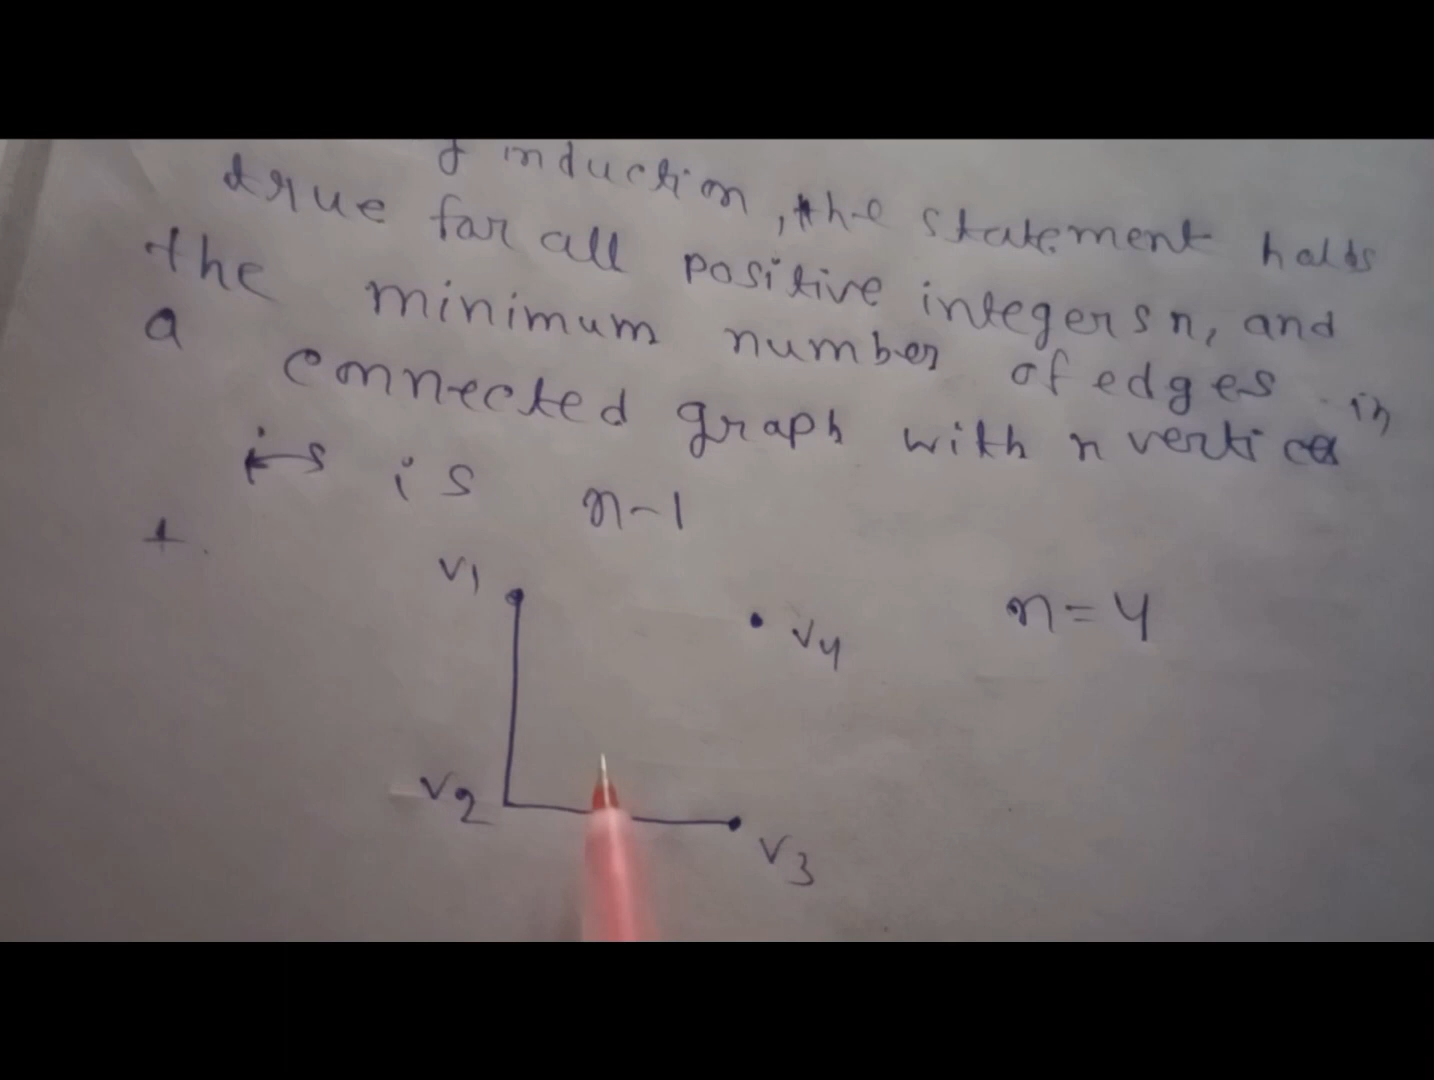 induction, the statement holds
true for all positive integers n, and
the minimum number of edges in
a connected graph with n vertices
is is n-1
V1
V4
n=4
V2
V3